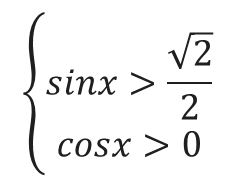 sinx > √2/2
cosx > 0